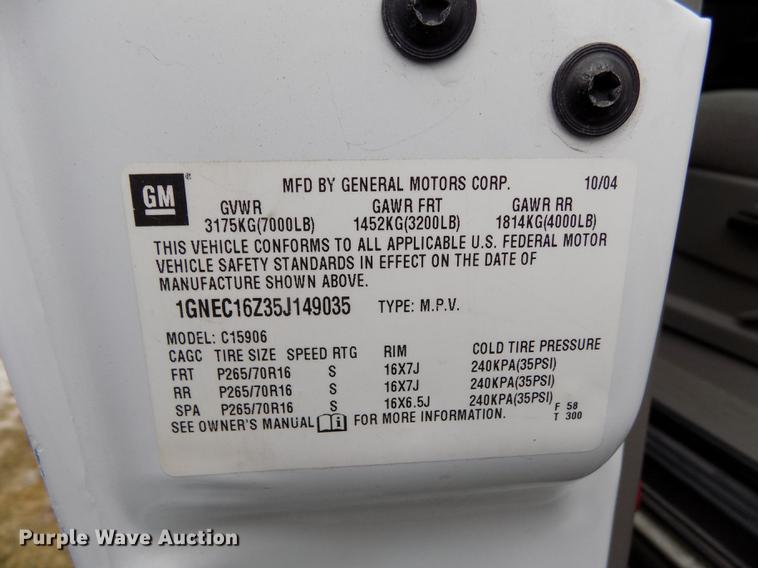 GM ®
MFD BY GENERAL MOTORS CORP. 10/04
GVWR GAWR FRT GAWR RR
3175KG(7000LB) 1452KG(3200LB) 1814KG(4000LB)
THIS VEHICLE CONFORMS TO ALL APPLICABLE U.S. FEDERAL MOTOR
VEHICLE SAFETY STANDARDS IN EFFECT ON THE DATE OF
MANUFACTURE SHOWN ABOVE.
1GNEC16Z35J149035 TYPE: M.P.V.
MODEL: C15906
CAGC TIRE SIZE SPEED RTG RIM COLD TIRE PRESSURE
FRT P265/70R16 S 16X7J 240KPA(35PSI)
RR P265/70R16 S 16X7J 240KPA(35PSI)
SPA P265/70R16 S 16X6.5J 240KPA(35PSI)
SEE OWNER'S MANUAL i FOR MORE INFORMATION.
F 58
T 300
Purple Wave Auction